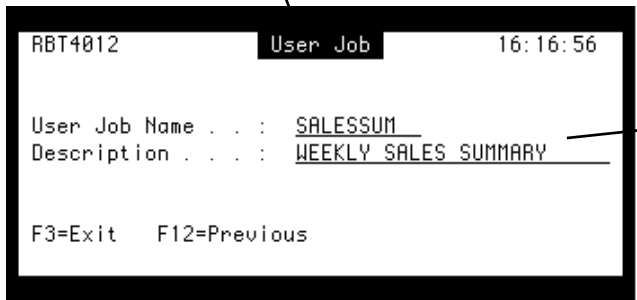 RBT4012 User Job 16:16:56
User Job Name . . : SALESSUM
Description . . . : WEEKLY SALES SUMMARY
F3=Exit F12=Previous